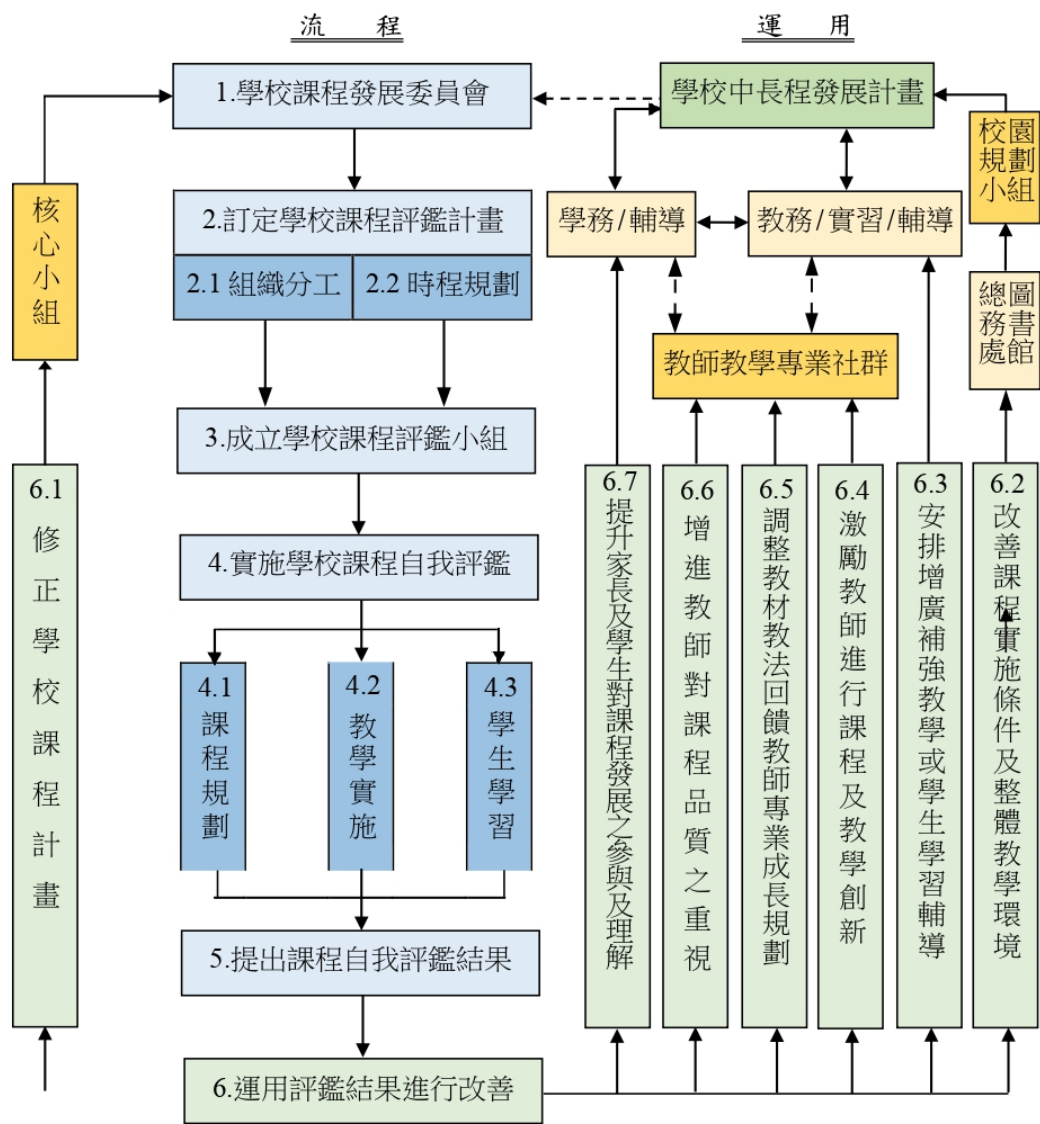 流程
運用
1.學校課程發展委員會
學校中長程發展計畫
校園規劃小組
核心小組
2.訂定學校課程評鑑計畫
2.1 組織分工
2.2 時程規劃
學務/輔導
教務/實習/輔導
總務處
圖書館
教師教學專業社群
3.成立學校課程評鑑小組
4.實施學校課程自我評鑑
4.1 課程規劃
4.2 教學實施
4.3 學生學習
5.提出課程自我評鑑結果
6.運用評鑑結果進行改善
6.1 修正學校課程計畫
6.7 提升家長及學生對課程發展之參與及理解
6.6 增進教師對課程品質之重視
6.5 調整教材教法回饋教師專業成長規劃
6.4 激勵教師進行課程及教學創新
6.3 安排增廣補強教學或學生學習輔導
6.2 改善課程實施條件及整體教學環境